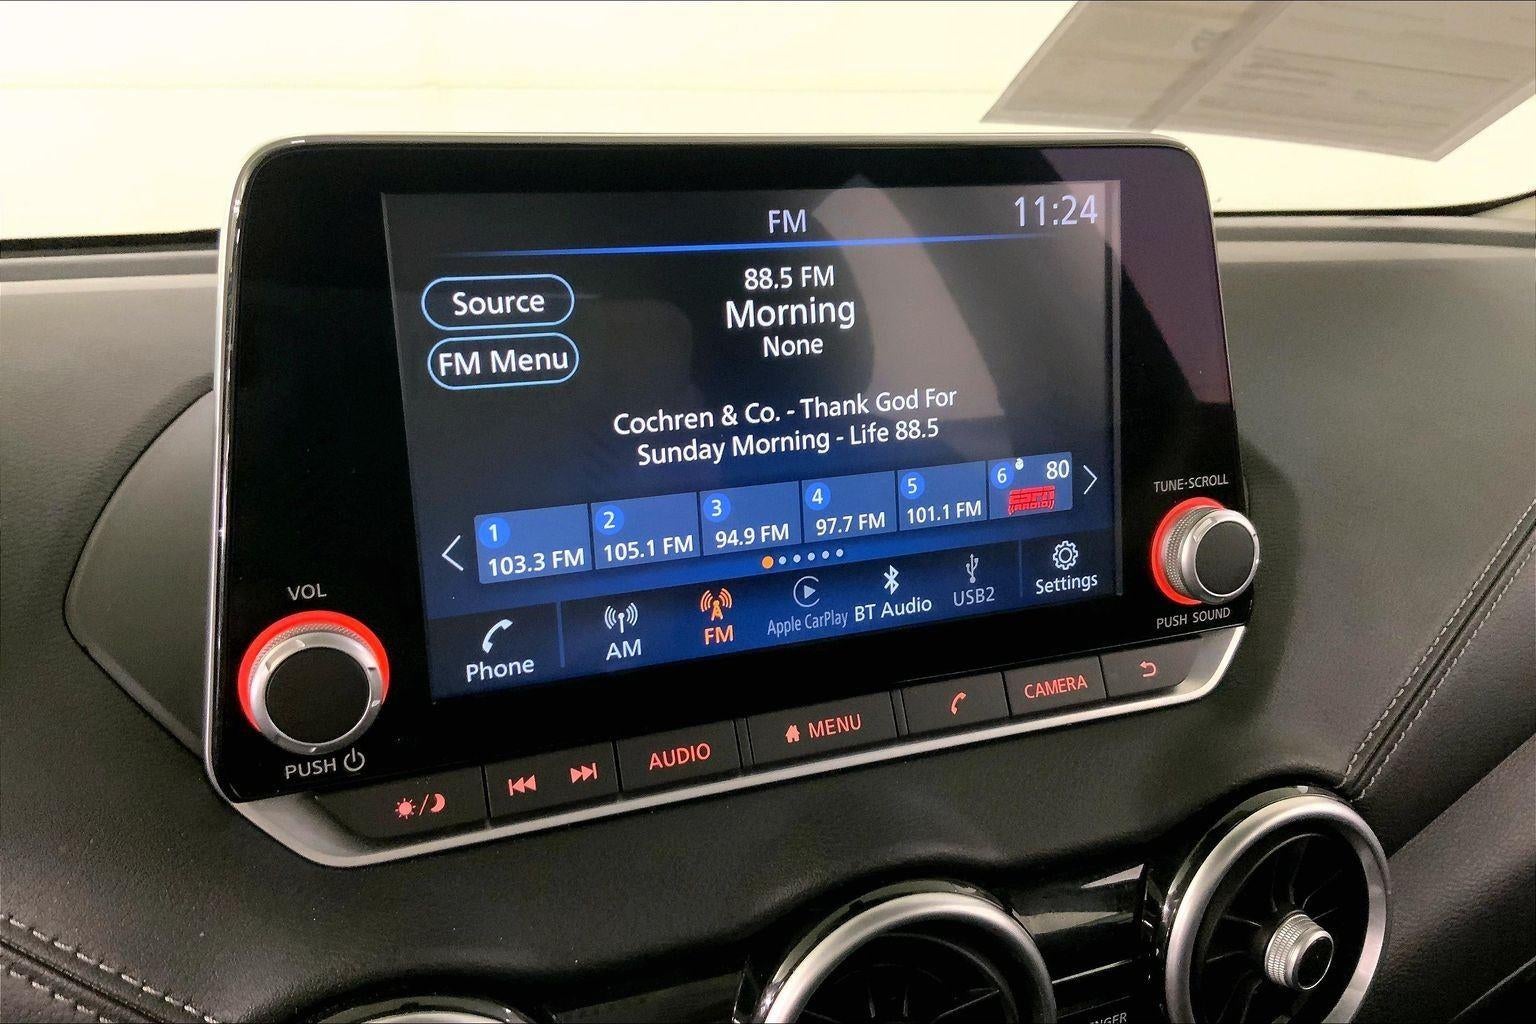 FM
11:24
Source
FM Menu
88.5 FM
Morning
None
Cochren & Co. - Thank God For
Sunday Morning - Life 88.5
1
103.3 FM
2
105.1 FM
3
94.9 FM
4
97.7 FM
5
101.1 FM
6
80
ESPN
RADIO
Phone
AM
FM
Apple CarPlay
BT Audio
USB2
Settings
VOL
PUSH
TUNE·SCROLL
PUSH SOUND
AUDIO
MENU
CAMERA